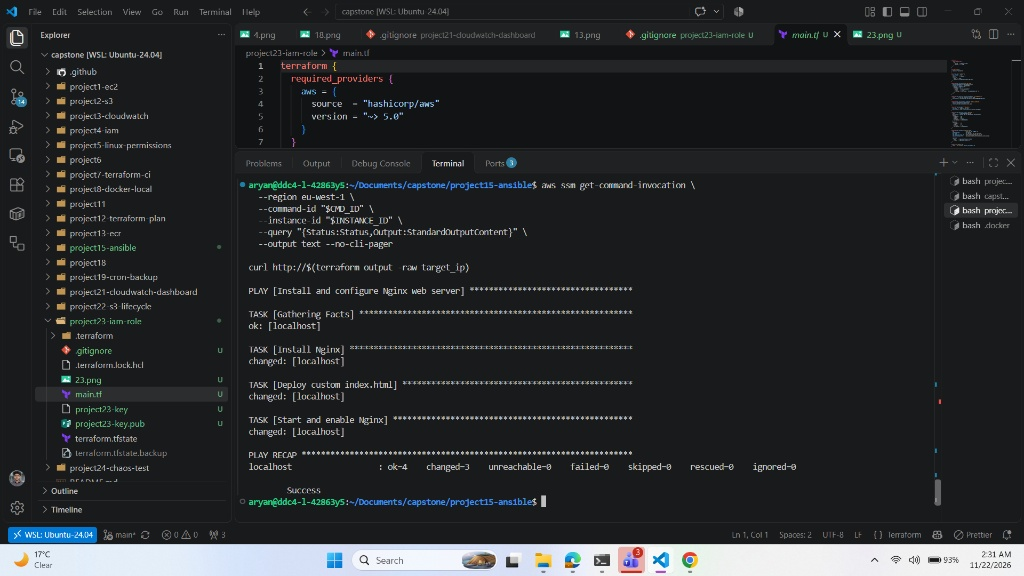 File Edit Selection View Go Run Terminal Help
capstone [WSL: Ubuntu-24.04]
Explorer
4.png 18.png .gitignore project21-cloudwatch-dashboard 13.png .gitignore project23-iam-role U main.tf U 23.png U
project23-iam-role > main.tf
capstone [WSL: Ubuntu-24.04]
.github
project1-ec2
project2-s3
project3-cloudwatch
project4-iam
project5-linux-permissions
project6
project7-terraform-ci
project8-docker-local
project11
project12-terraform-plan
project13-ecr
project15-ansible
project18
project19-cron-backup
project21-cloudwatch-dashboard
project22-s3-lifecycle
project23-iam-role
.terraform
.gitignore U
.terraform.lock.hcl
23.png U
main.tf U
project23-key U
project23-key.pub U
terraform.tfstate
terraform.tfstate.backup
project24-chaos-test
Outline
Timeline
14
1 terraform {
2 required_providers {
3 aws = {
4 source = "hashicorp/aws"
5 version = "~> 5.0"
6 }
7 }
Problems Output Debug Console Terminal Ports 3
aryan@ddc4-l-42863y5:~/Documents/capstone/project15-ansible$ aws ssm get-command-invocation \
--region eu-west-1 \
--command-id "$CMD_ID" \
--instance-id "$INSTANCE_ID" \
--query "{Status:Status,Output:StandardOutputContent}" \
--output text --no-cli-pager
curl http://$(terraform output -raw target_ip)
PLAY [Install and configure Nginx web server] *********************************
TASK [Gathering Facts] *********************************************************
ok: [localhost]
TASK [Install Nginx] ***********************************************************
changed: [localhost]
TASK [Deploy custom index.html] ************************************************
changed: [localhost]
TASK [Start and enable Nginx] **************************************************
changed: [localhost]
PLAY RECAP *********************************************************************
localhost : ok=4 changed=3 unreachable=0 failed=0 skipped=0 rescued=0 ignored=0
Success
aryan@ddc4-l-42863y5:~/Documents/capstone/project15-ansible$
bash projec...
bash capst...
bash projec...
bash .docker
WSL: Ubuntu-24.04 main* 0 0 3 Ln 1, Col 1 Spaces: 2 UTF-8 LF { } Terraform Prettier
17°C
Clear
Search
3
93%
2:31 AM
11/22/2026